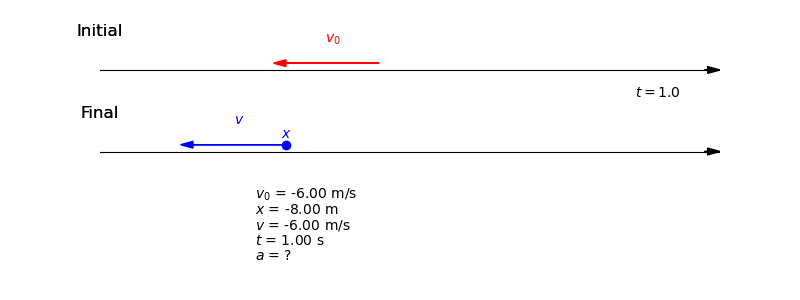 Initial
v₀
t = 1.0
Final
v
x
v₀ = -6.00 m/s
x = -8.00 m
v = -6.00 m/s
t = 1.00 s
a = ?